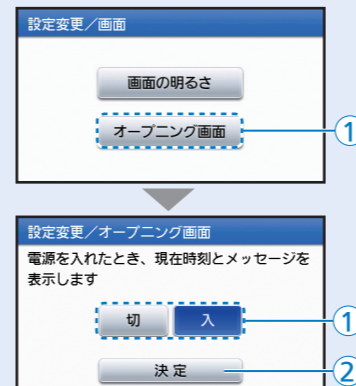 設定変更／画面
画面の明るさ
オープニング画面
1
設定変更／オープニング画面
電源を入れたとき、現在時刻とメッセージを
表示します
切 入
1
決定
2